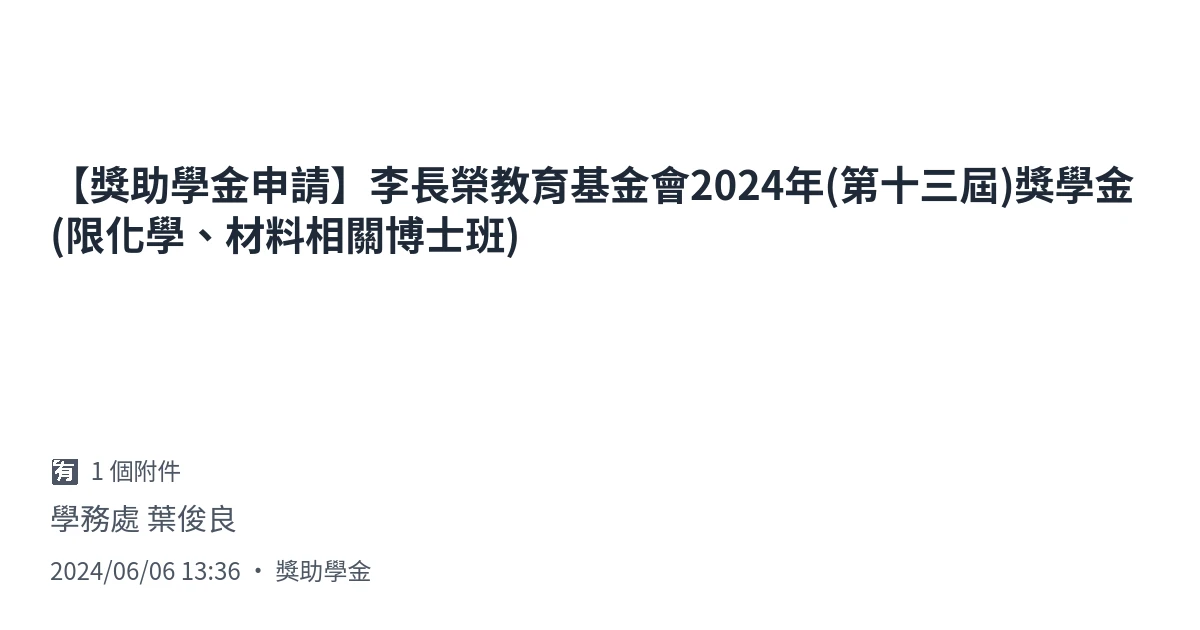 【獎助學金申請】李長榮教育基金會2024年(第十三屆)獎學金
(限化學、材料相關博士班)
🈶 1 個附件
學務處 葉俊良
2024/06/06 13:36 • 獎助學金